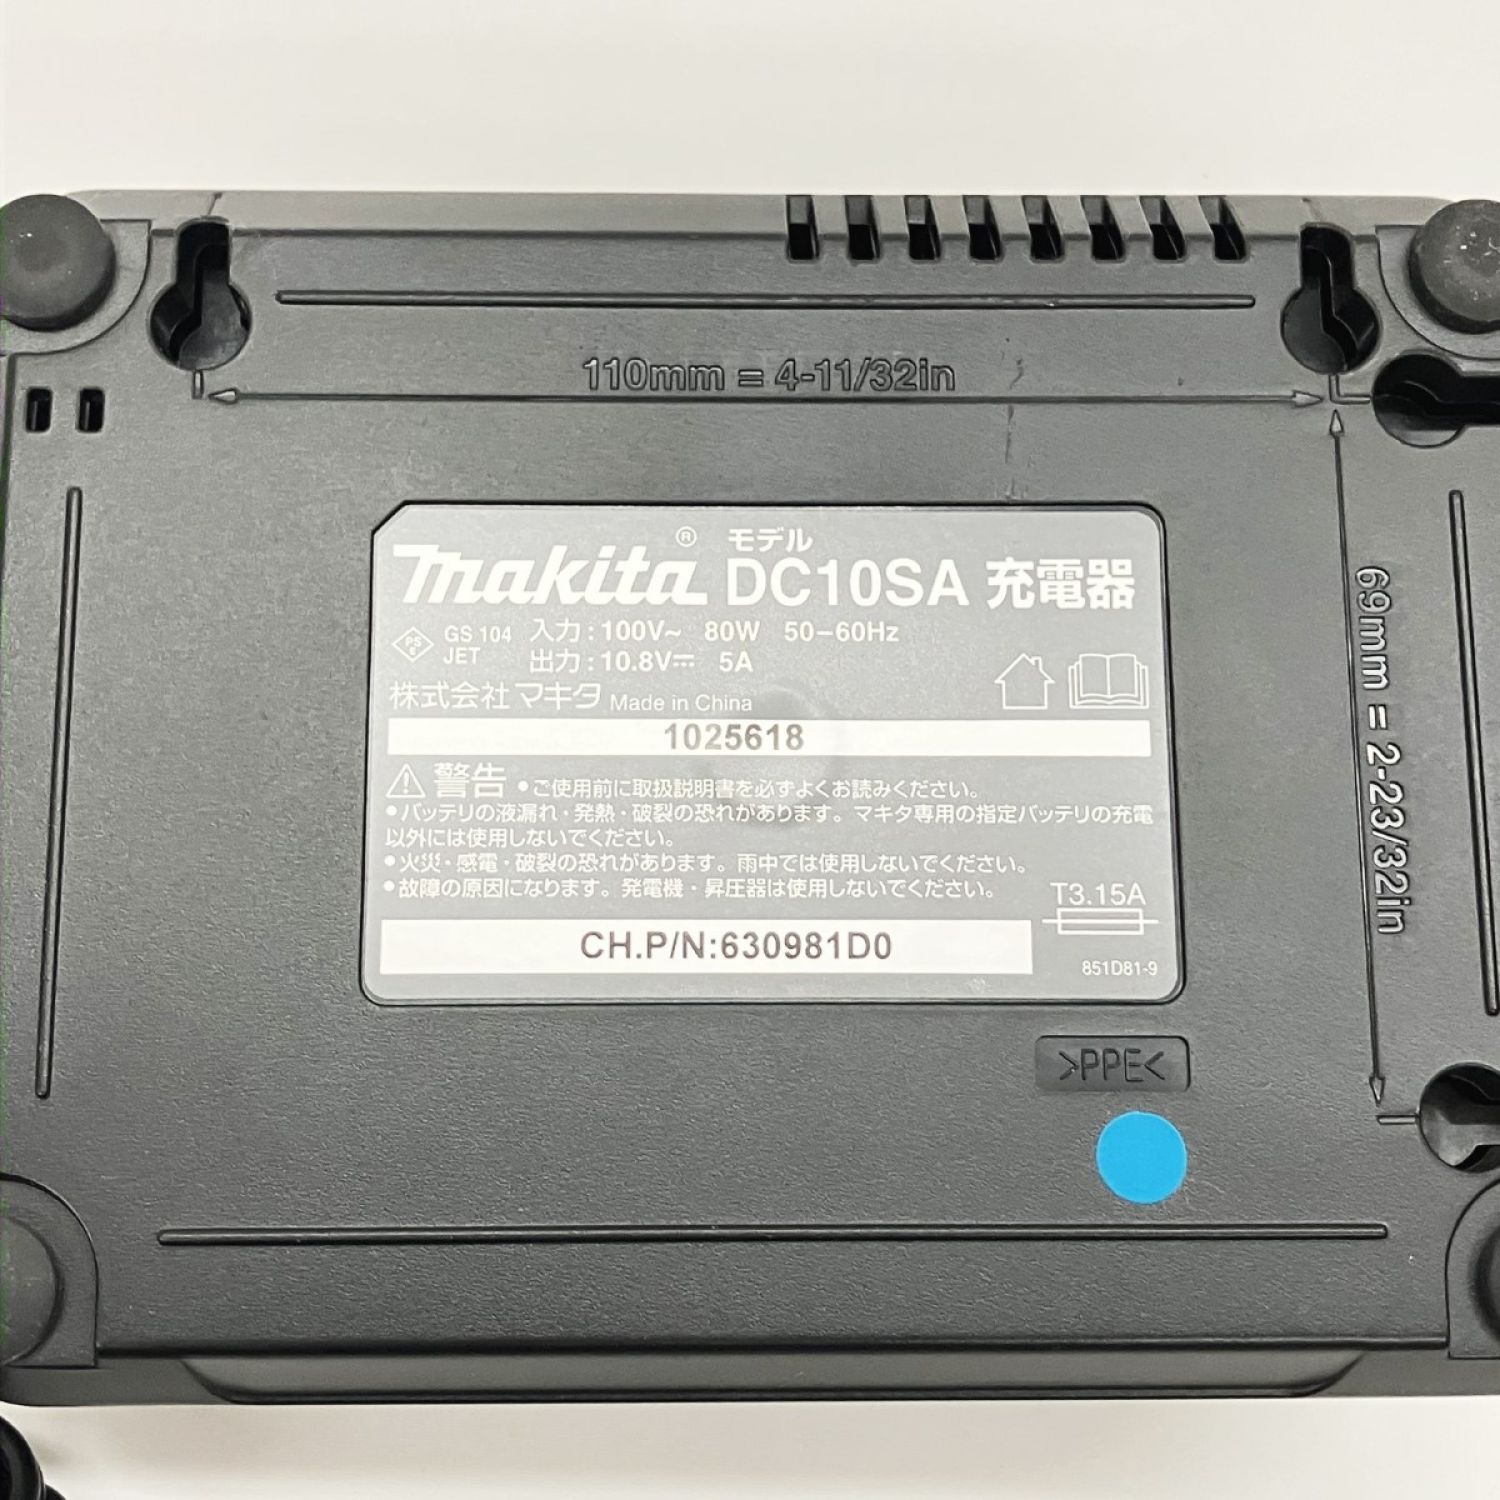 110mm = 4-11/32in
makita® モデル
DC10SA 充電器
PS E GS 104 JET 入力:100V~ 80W 50-60Hz
出力:10.8V⎓ 5A
株式会社マキタ Made in China
1025618
警告 •ご使用前に取扱説明書を必ずよくお読みください。
•バッテリの液漏れ・発熱・破裂の恐れがあります。マキタ専用の指定バッテリの充電
以外には使用しないでください。
•火災・感電・破裂の恐れがあります。雨中では使用しないでください。
•故障の原因になります。発電機・昇圧器は使用しないでください。
T3.15A
CH.P/N:630981D0
851D81-9
69mm = 2-23/32in
>PPE<